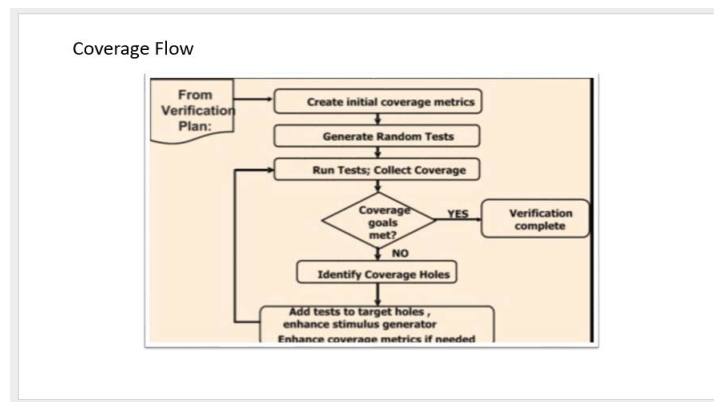 Coverage Flow
From
Verification
Plan:
Create initial coverage metrics
Generate Random Tests
Run Tests; Collect Coverage
Coverage
goals
met?
YES
Verification
complete
NO
Identify Coverage Holes
Add tests to target holes ,
enhance stimulus generator
Enhance coverage metrics if needed